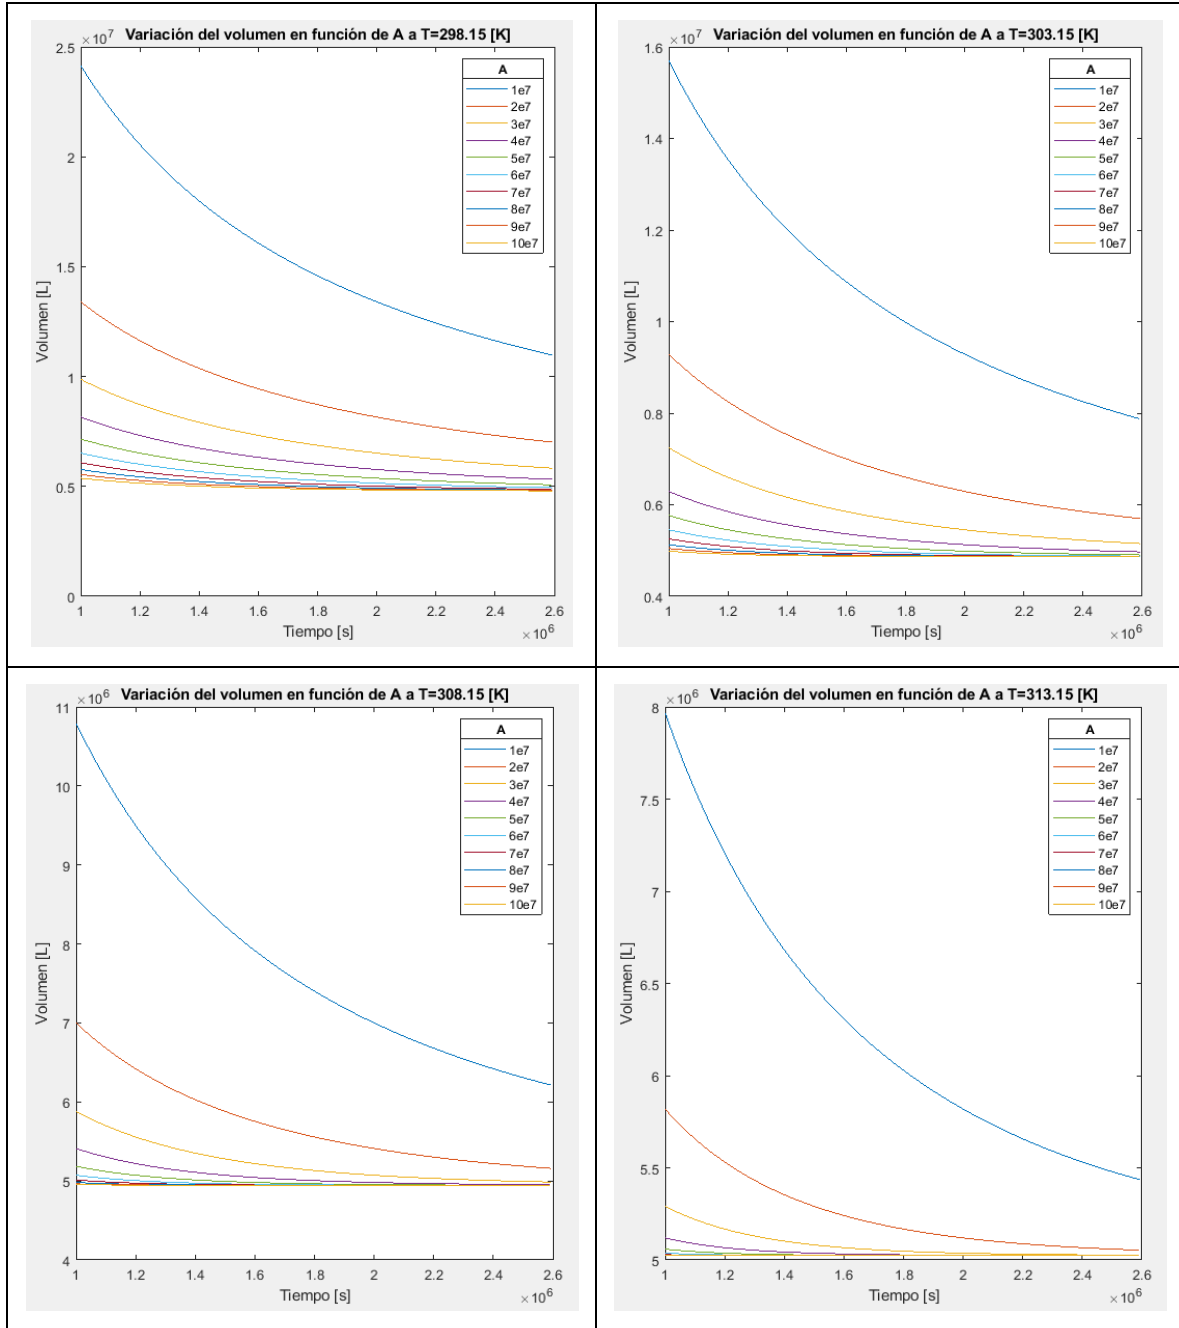 Variación del volumen en función de A a T=298.15 [K]
×10^7
2.5
2
1.5
1
0.5
0
Volumen [L]
1 1.2 1.4 1.6 1.8 2 2.2 2.4 2.6
Tiempo [s]
×10^6
A
1e7
2e7
3e7
4e7
5e7
6e7
7e7
8e7
9e7
10e7
Variación del volumen en función de A a T=303.15 [K]
×10^7
1.6
1.4
1.2
1
0.8
0.6
0.4
Volumen [L]
1 1.2 1.4 1.6 1.8 2 2.2 2.4 2.6
Tiempo [s]
×10^6
A
1e7
2e7
3e7
4e7
5e7
6e7
7e7
8e7
9e7
10e7
Variación del volumen en función de A a T=308.15 [K]
×10^6
11
10
9
8
7
6
5
4
Volumen [L]
1 1.2 1.4 1.6 1.8 2 2.2 2.4 2.6
Tiempo [s]
×10^6
A
1e7
2e7
3e7
4e7
5e7
6e7
7e7
8e7
9e7
10e7
Variación del volumen en función de A a T=313.15 [K]
×10^6
8
7.5
7
6.5
6
5.5
5
Volumen [L]
1 1.2 1.4 1.6 1.8 2 2.2 2.4 2.6
Tiempo [s]
×10^6
A
1e7
2e7
3e7
4e7
5e7
6e7
7e7
8e7
9e7
10e7